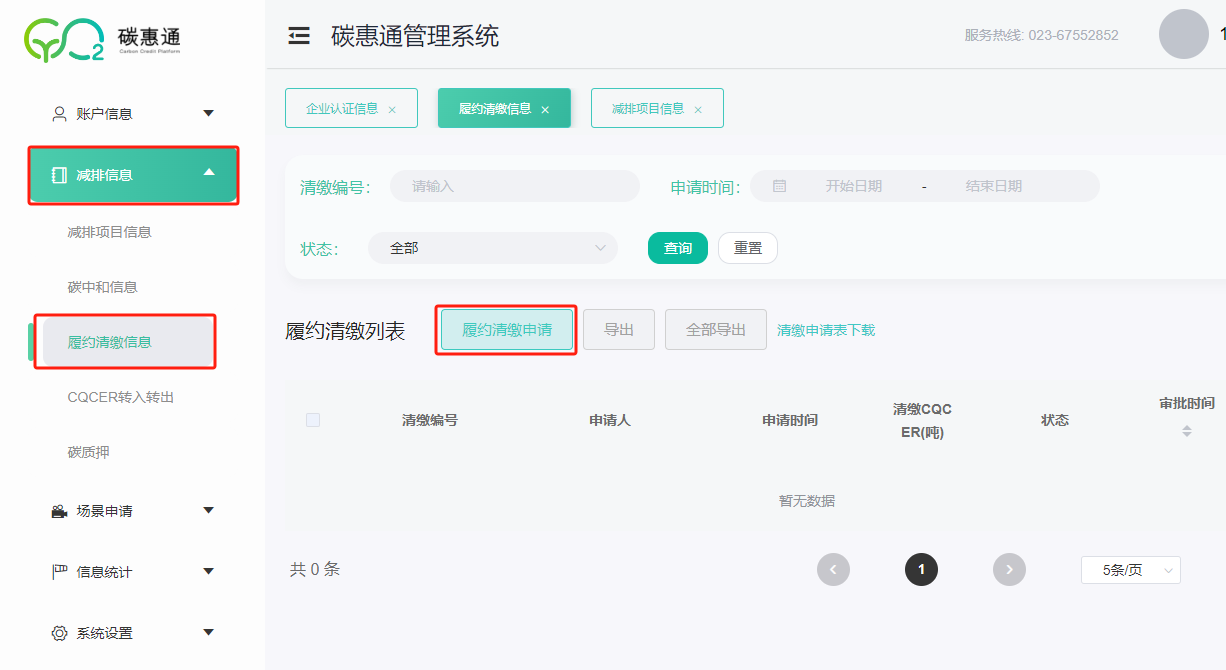 碳惠通
Carbon Credit Platform
碳惠通管理系统
服务热线: 023-67552852
1
账户信息
减排信息
减排项目信息
碳中和信息
履约清缴信息
CQCER转入转出
碳质押
场景申请
信息统计
系统设置
企业认证信息 ×
履约清缴信息 ×
减排项目信息 ×
清缴编号: 请输入
申请时间: 开始日期 - 结束日期
状态: 全部
查询 重置
履约清缴列表
履约清缴申请 导出 全部导出 清缴申请表下载
清缴编号 申请人 申请时间 清缴CQC
ER(吨) 状态 审批时间
暂无数据
共 0 条
1
5条/页